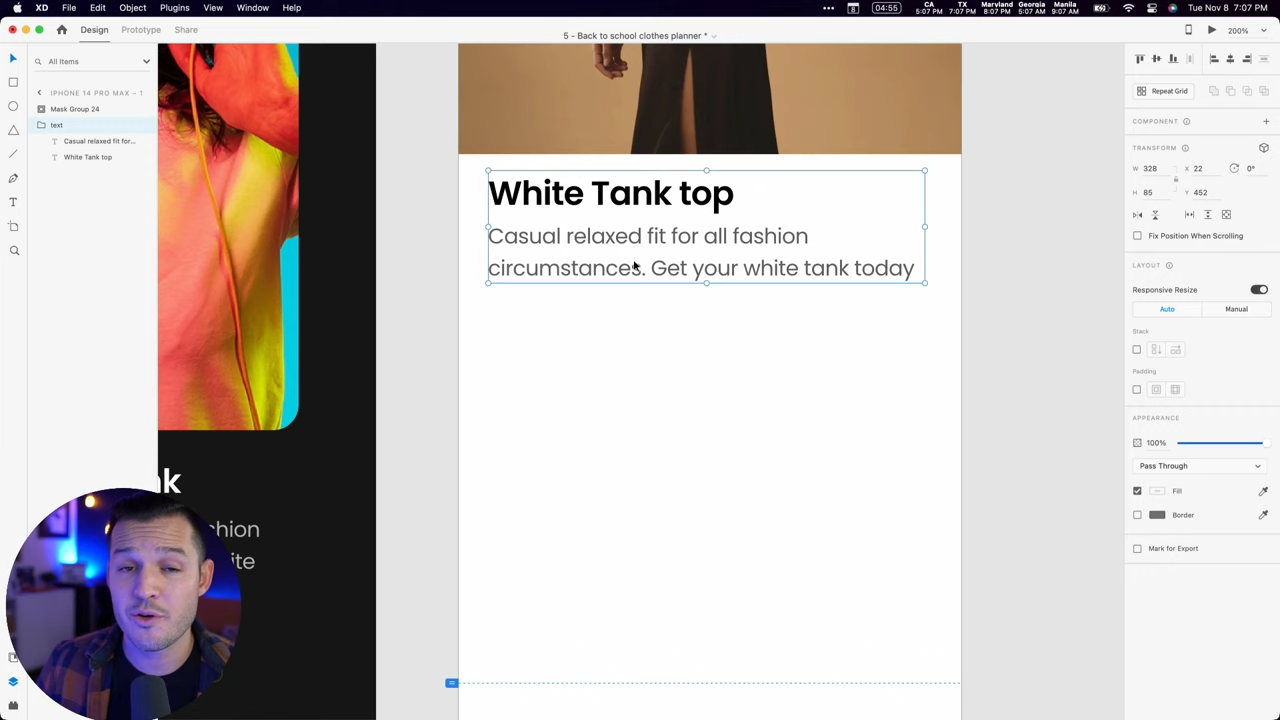 XD File Edit Object Plugins View Window Help
8 04:55
CA 5:07 PM TX 7:07 PM Maryland 8:07 PM Georgia 5:07 AM Manila 9:07 AM
Tue Nov 8 7:07 PM
Design Prototype Share
5 - Back to school clothes planner *
200%
All Items
IPHONE 14 PRO MAX – 1
Mask Group 24
text
T Casual relaxed fit for...
T White Tank top
T
nk
shion
ite
White Tank top
Casual relaxed fit for all fashion
circumstances. Get your white tank today
Repeat Grid
COMPONENT
TRANSFORM
W 328 X 22 0°
H 85 Y 452
Fix Position When Scrolling
LAYOUT
Responsive Resize
Auto Manual
Stack
Padding
APPEARANCE
100%
Pass Through
Fill
Border
Mark for Export